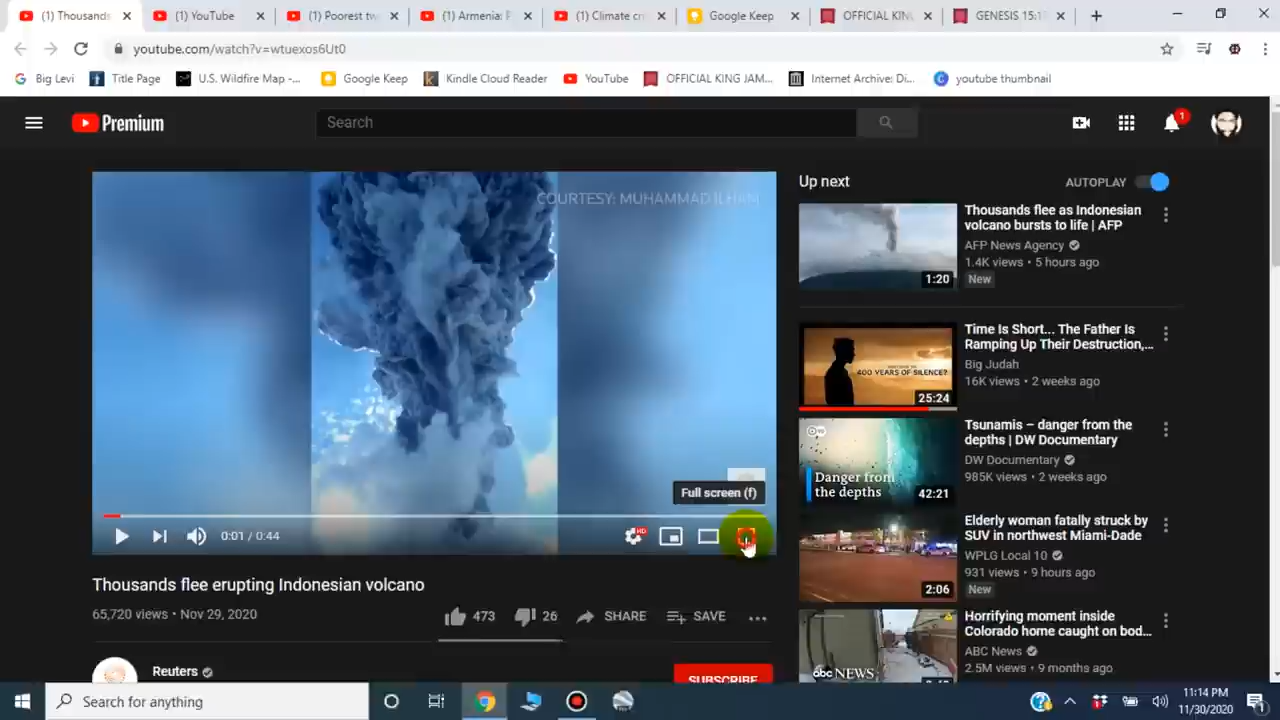 (1) Thousands
(1) YouTube
(1) Poorest tw
(1) Armenia: F
(1) Climate cri
Google Keep
OFFICIAL KIN
GENESIS 15:1
youtube.com/watch?v=wtuexos6Ut0
Big Levi
Title Page
U.S. Wildfire Map -...
Google Keep
Kindle Cloud Reader
YouTube
OFFICIAL KING JAM...
Internet Archive: Di...
youtube thumbnail
Premium
Search
1
COURTESY: MUHAMMAD ILHAM
Full screen (f)
0:01 / 0:44
HD
Thousands flee erupting Indonesian volcano
65,720 views • Nov 29, 2020
473
26
SHARE
SAVE
Reuters
SUBSCRIBE
Up next
AUTOPLAY
1:20
Thousands flee as Indonesian
volcano bursts to life | AFP
AFP News Agency
1.4K views • 5 hours ago
New
400 YEARS OF SILENCE?
25:24
Time Is Short... The Father Is
Ramping Up Their Destruction,...
Big Judah
16K views • 2 weeks ago
Danger from
the depths
42:21
Tsunamis – danger from the
depths | DW Documentary
DW Documentary
985K views • 2 weeks ago
2:06
Elderly woman fatally struck by
SUV in northwest Miami-Dade
WPLG Local 10
931 views • 9 hours ago
New
abc NEWS
Horrifying moment inside
Colorado home caught on bod...
ABC News
2.5M views • 9 months ago
Search for anything
11:14 PM
11/30/2020
1